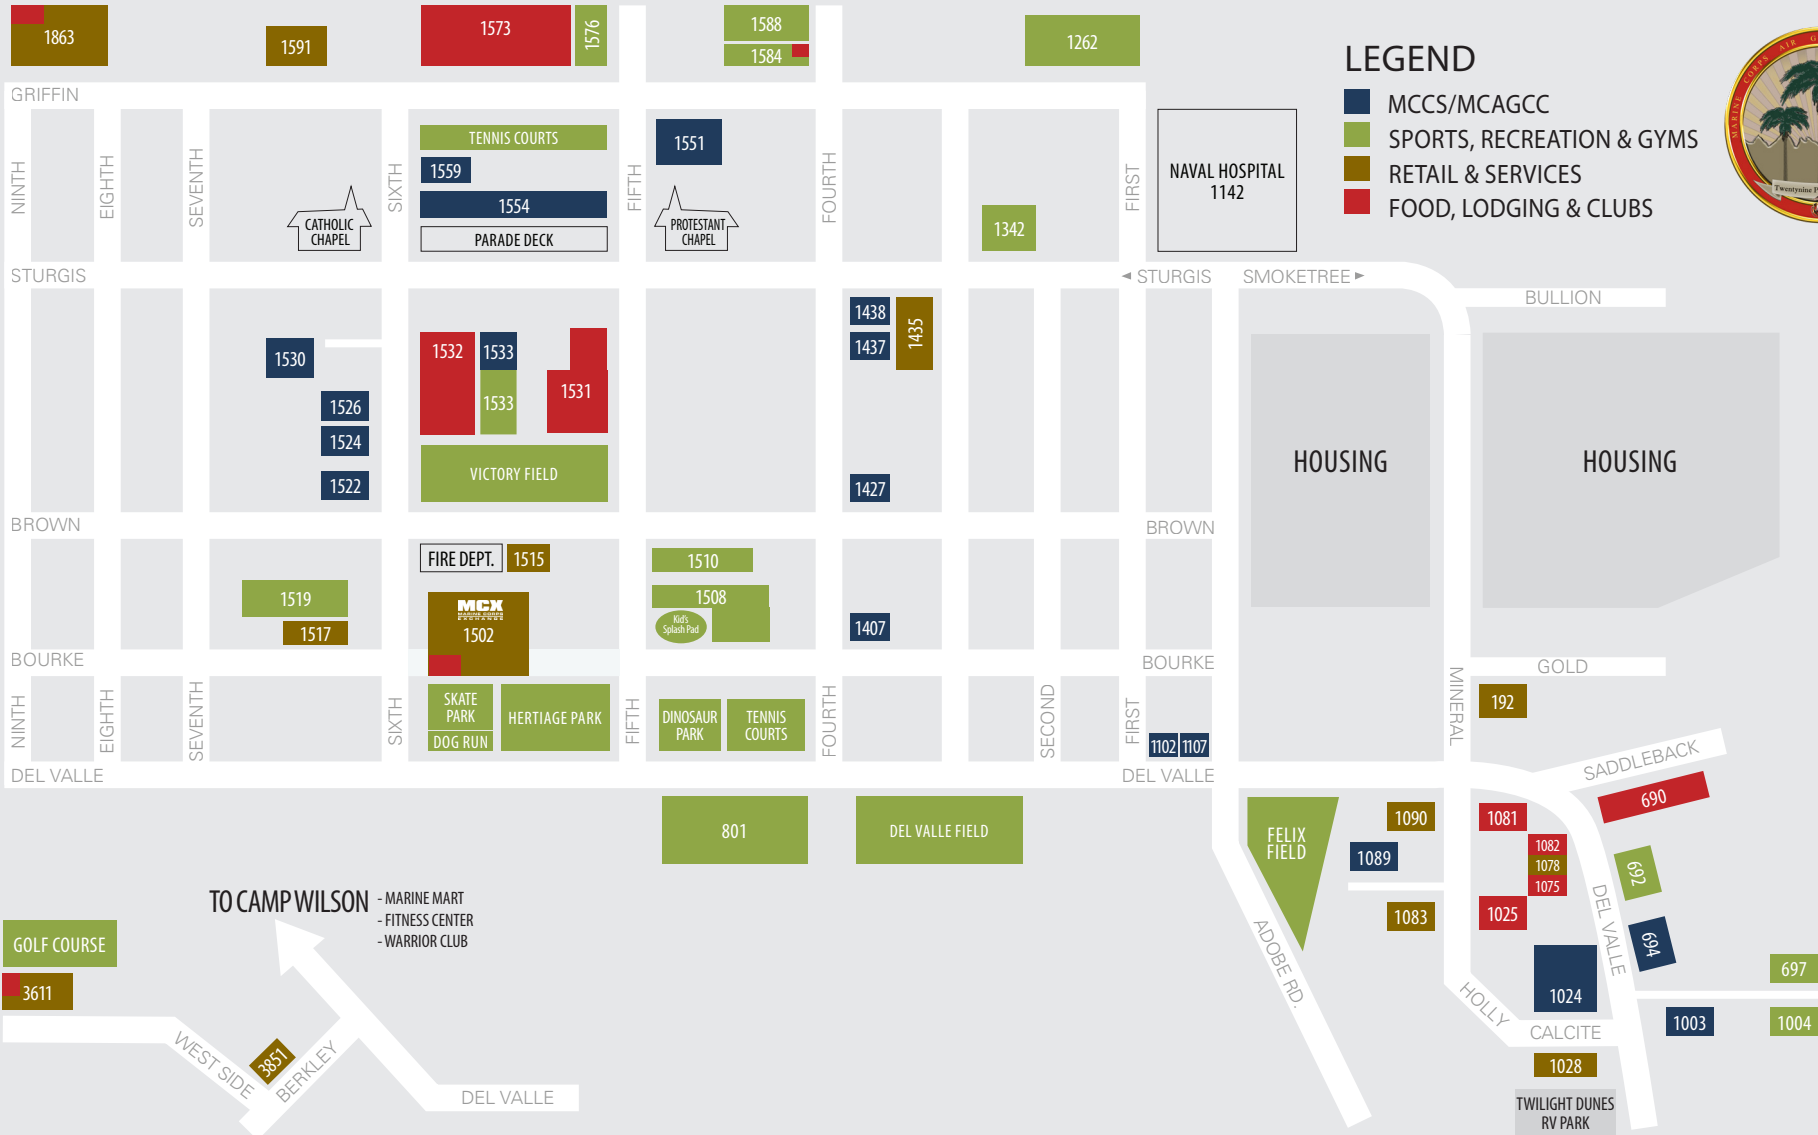 1863
1591
1573
1576
1588
1584
1262
LEGEND
MCCS/MCAGCC
SPORTS, RECREATION & GYMS
RETAIL & SERVICES
FOOD, LODGING & CLUBS
MARINE CORPS AIR
GRIFFIN
NINTH
EIGHTH
SEVENTH
SIXTH
FIFTH
FOURTH
FIRST
TENNIS COURTS
1559
1554
PARADE DECK
CATHOLIC
CHAPEL
1551
PROTESTANT
CHAPEL
1342
NAVAL HOSPITAL
1142
STURGIS
STURGIS
SMOKETREE
BULLION
1530
1526
1524
1522
1532
1533
1533
1531
VICTORY FIELD
1438
1437
1435
1427
HOUSING
HOUSING
BROWN
BROWN
FIRE DEPT.
1515
1519
1517
MCX
MARINE CORPS
EXCHANGE
1502
1510
1508
Kid's
Splash Pad
1407
BOURKE
BOURKE
GOLD
NINTH
EIGHTH
SEVENTH
SIXTH
FIFTH
FOURTH
SECOND
FIRST
MINERAL
SKATE
PARK
DOG RUN
HERTIAGE PARK
DINOSAUR
PARK
TENNIS
COURTS
1102
1107
192
DEL VALLE
DEL VALLE
SADDLEBACK
690
801
DEL VALLE FIELD
FELIX
FIELD
1090
1089
1083
1081
1082
1078
1075
1025
692
694
DEL VALLE
TO CAMP WILSON
- MARINE MART
- FITNESS CENTER
- WARRIOR CLUB
GOLF COURSE
3611
WEST SIDE
3851
BERKLEY
DEL VALLE
ADOBE RD.
HOLLY
1024
CALCITE
1003
697
1004
1028
TWILIGHT DUNES
RV PARK